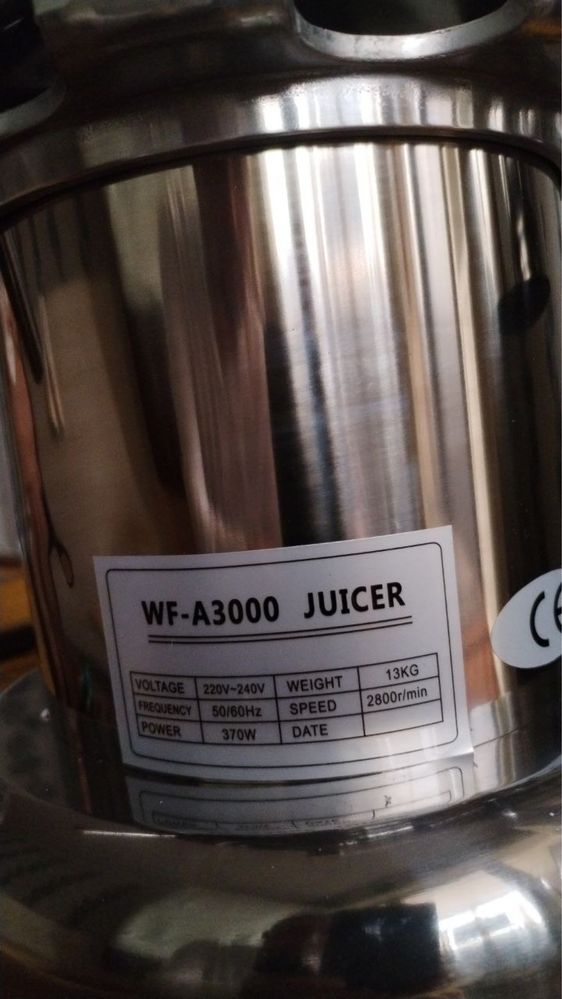 WF-A3000 JUICER
VOLTAGE 220V~240V WEIGHT 13KG
FREQUENCY 50/60Hz SPEED 2800r/min
POWER 370W DATE
CE